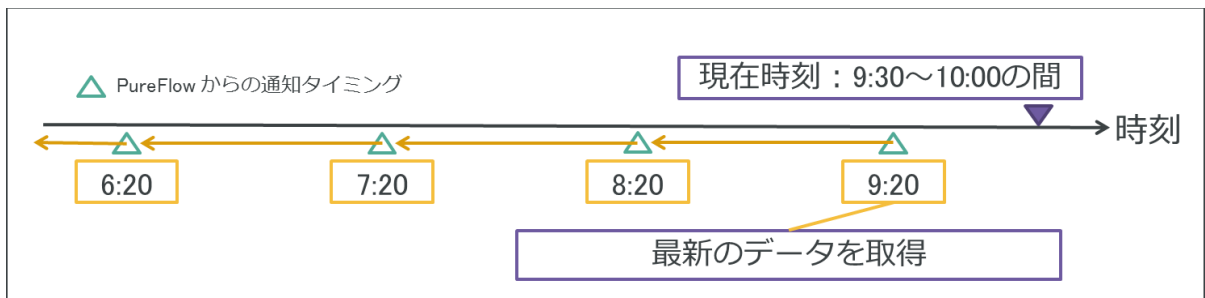 現在時刻：9:30～10:00の間
PureFlow からの通知タイミング
時刻
6:20
7:20
8:20
9:20
最新のデータを取得